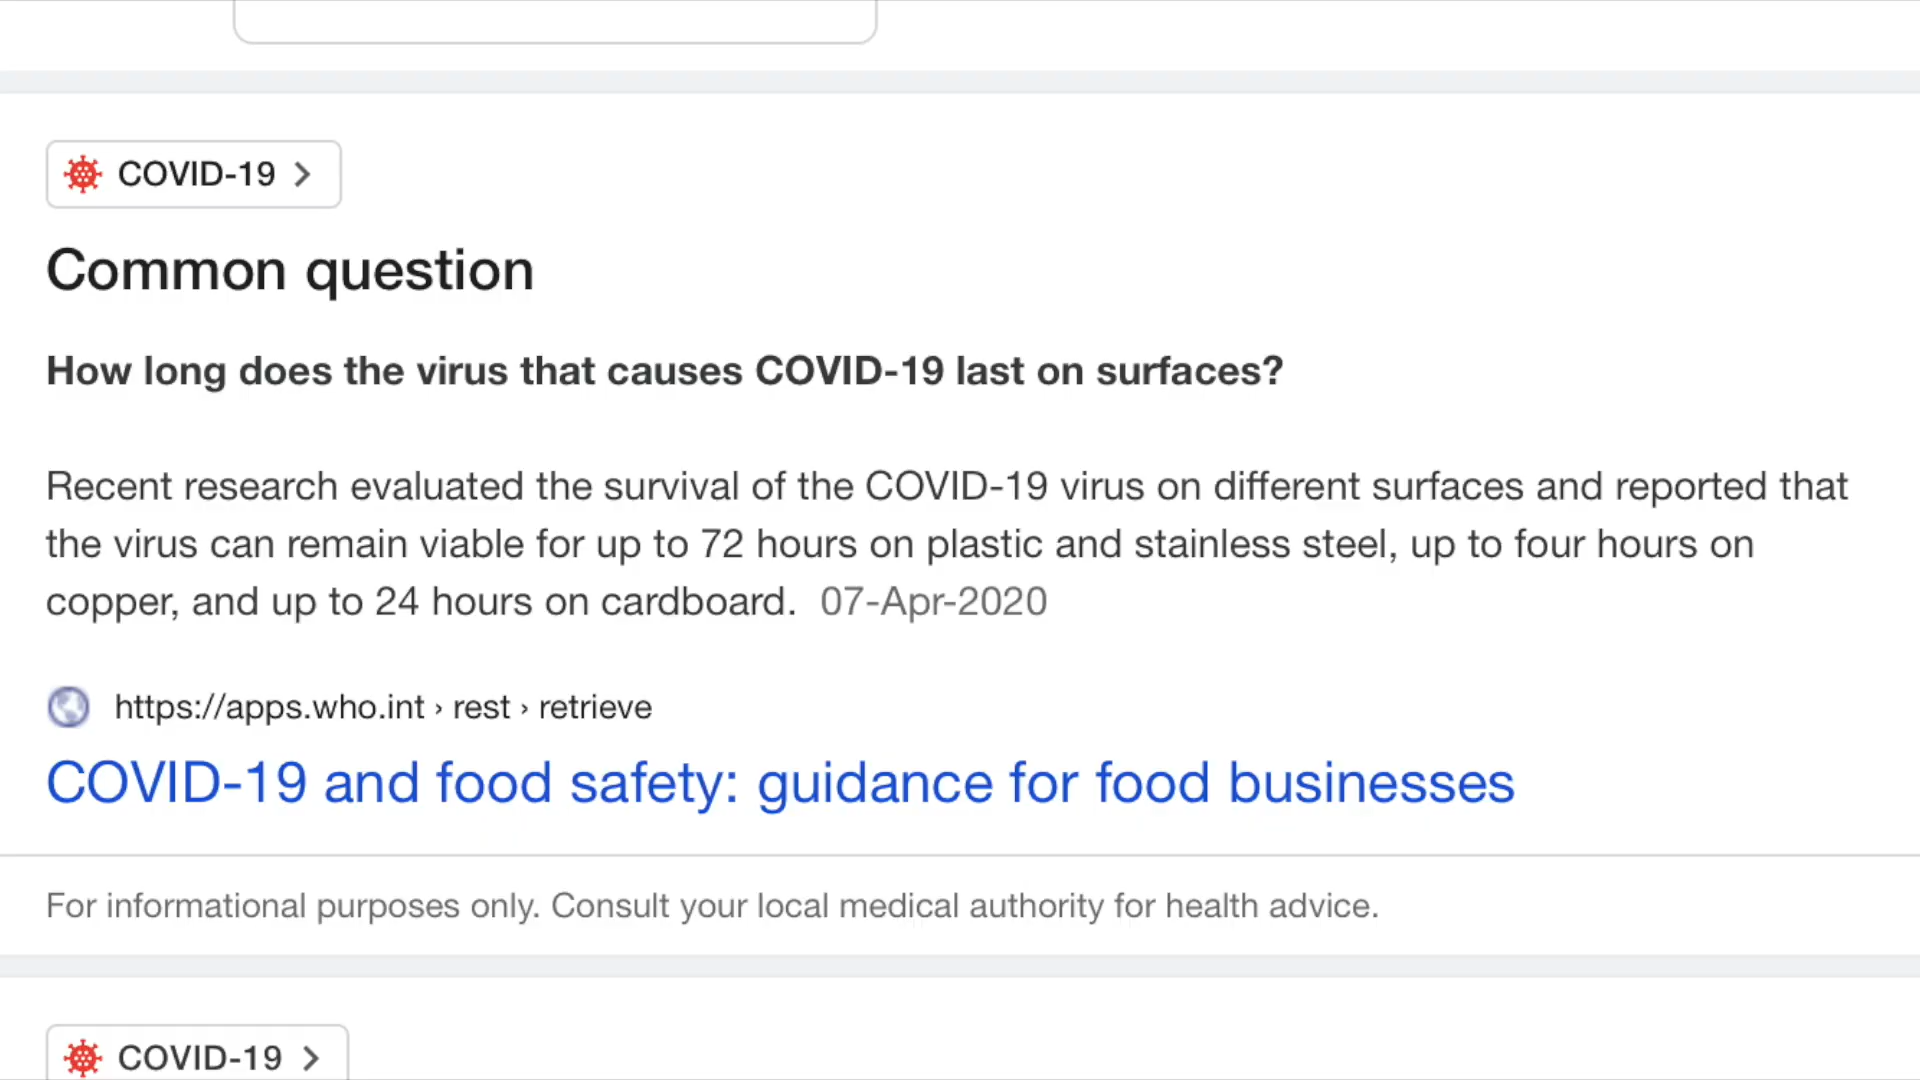 COVID-19
Common question
How long does the virus that causes COVID-19 last on surfaces?
Recent research evaluated the survival of the COVID-19 virus on different surfaces and reported that
the virus can remain viable for up to 72 hours on plastic and stainless steel, up to four hours on
copper, and up to 24 hours on cardboard. 07-Apr-2020
https://apps.who.int › rest › retrieve
COVID-19 and food safety: guidance for food businesses
For informational purposes only. Consult your local medical authority for health advice.
COVID-19